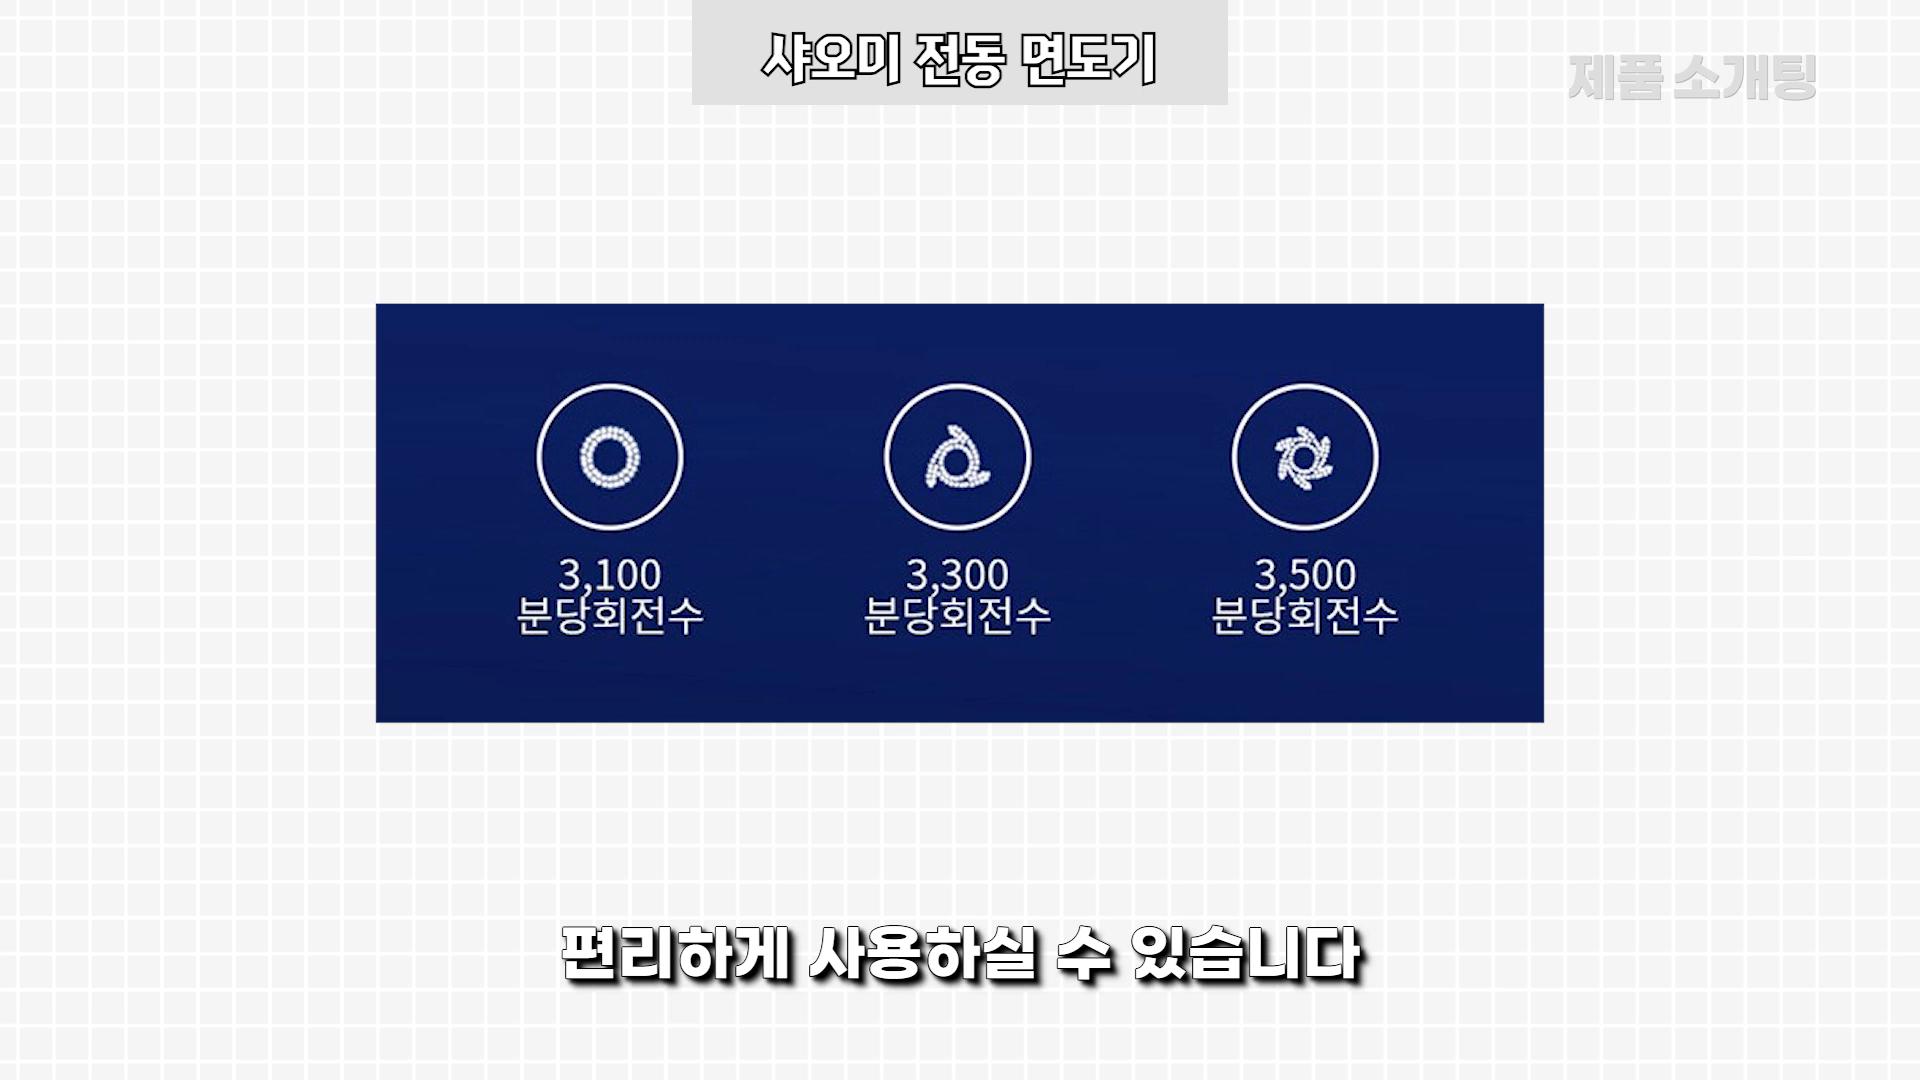 샤오미 전동 면도기
제품 소개팅
3,100
분당회전수
3,300
분당회전수
3,500
분당회전수
편리하게 사용하실 수 있습니다